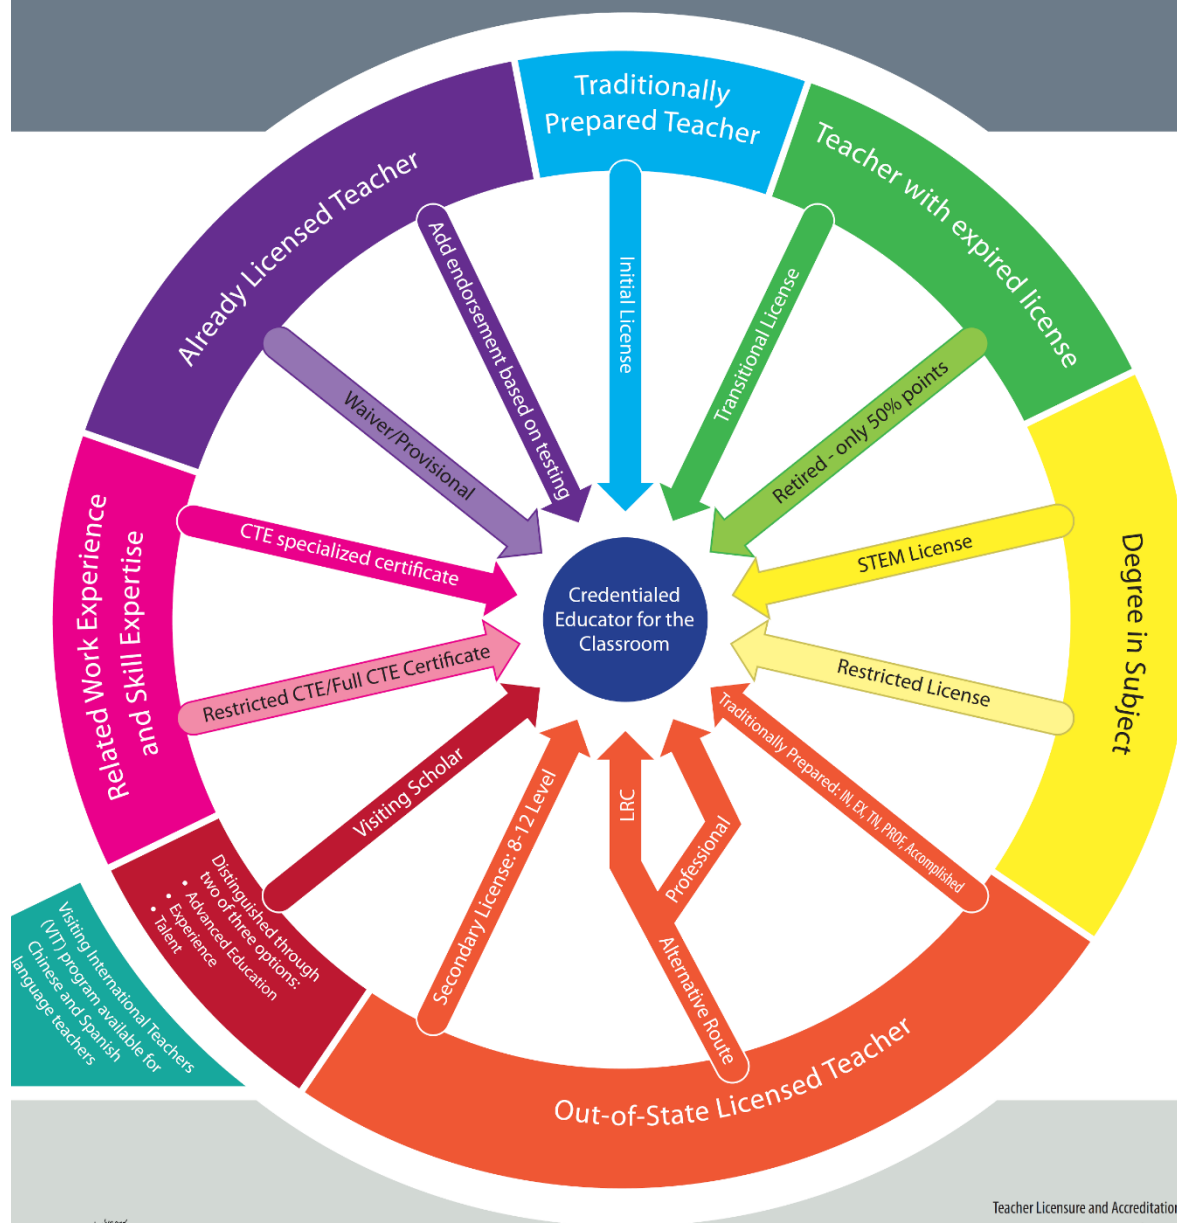 Traditionally
Prepared Teacher
Teacher with expired license
Already Licensed Teacher
Add endorsement based on testing
Waiver/Provisional
Initial License
Transitional License
Retired - only 50% points
STEM License
Restricted License
Degree in Subject
CTE specialized certificate
Restricted CTE/Full CTE Certificate
Related Work Experience
and Skill Expertise
Credentialed
Educator for the
Classroom
Visiting Scholar
Distinguished through
two of three options:
• Advanced Education
• Experience
• Talent
Visiting International Teachers
(VIT) program available for
Chinese and Spanish
language teachers
Secondary License: 8-12 Level
LRC
Professional
Alternative Route
Traditionally Prepared: IN, EX, TN, PROF, Accomplished
Out-of-State Licensed Teacher
Teacher Licensure and Accreditation